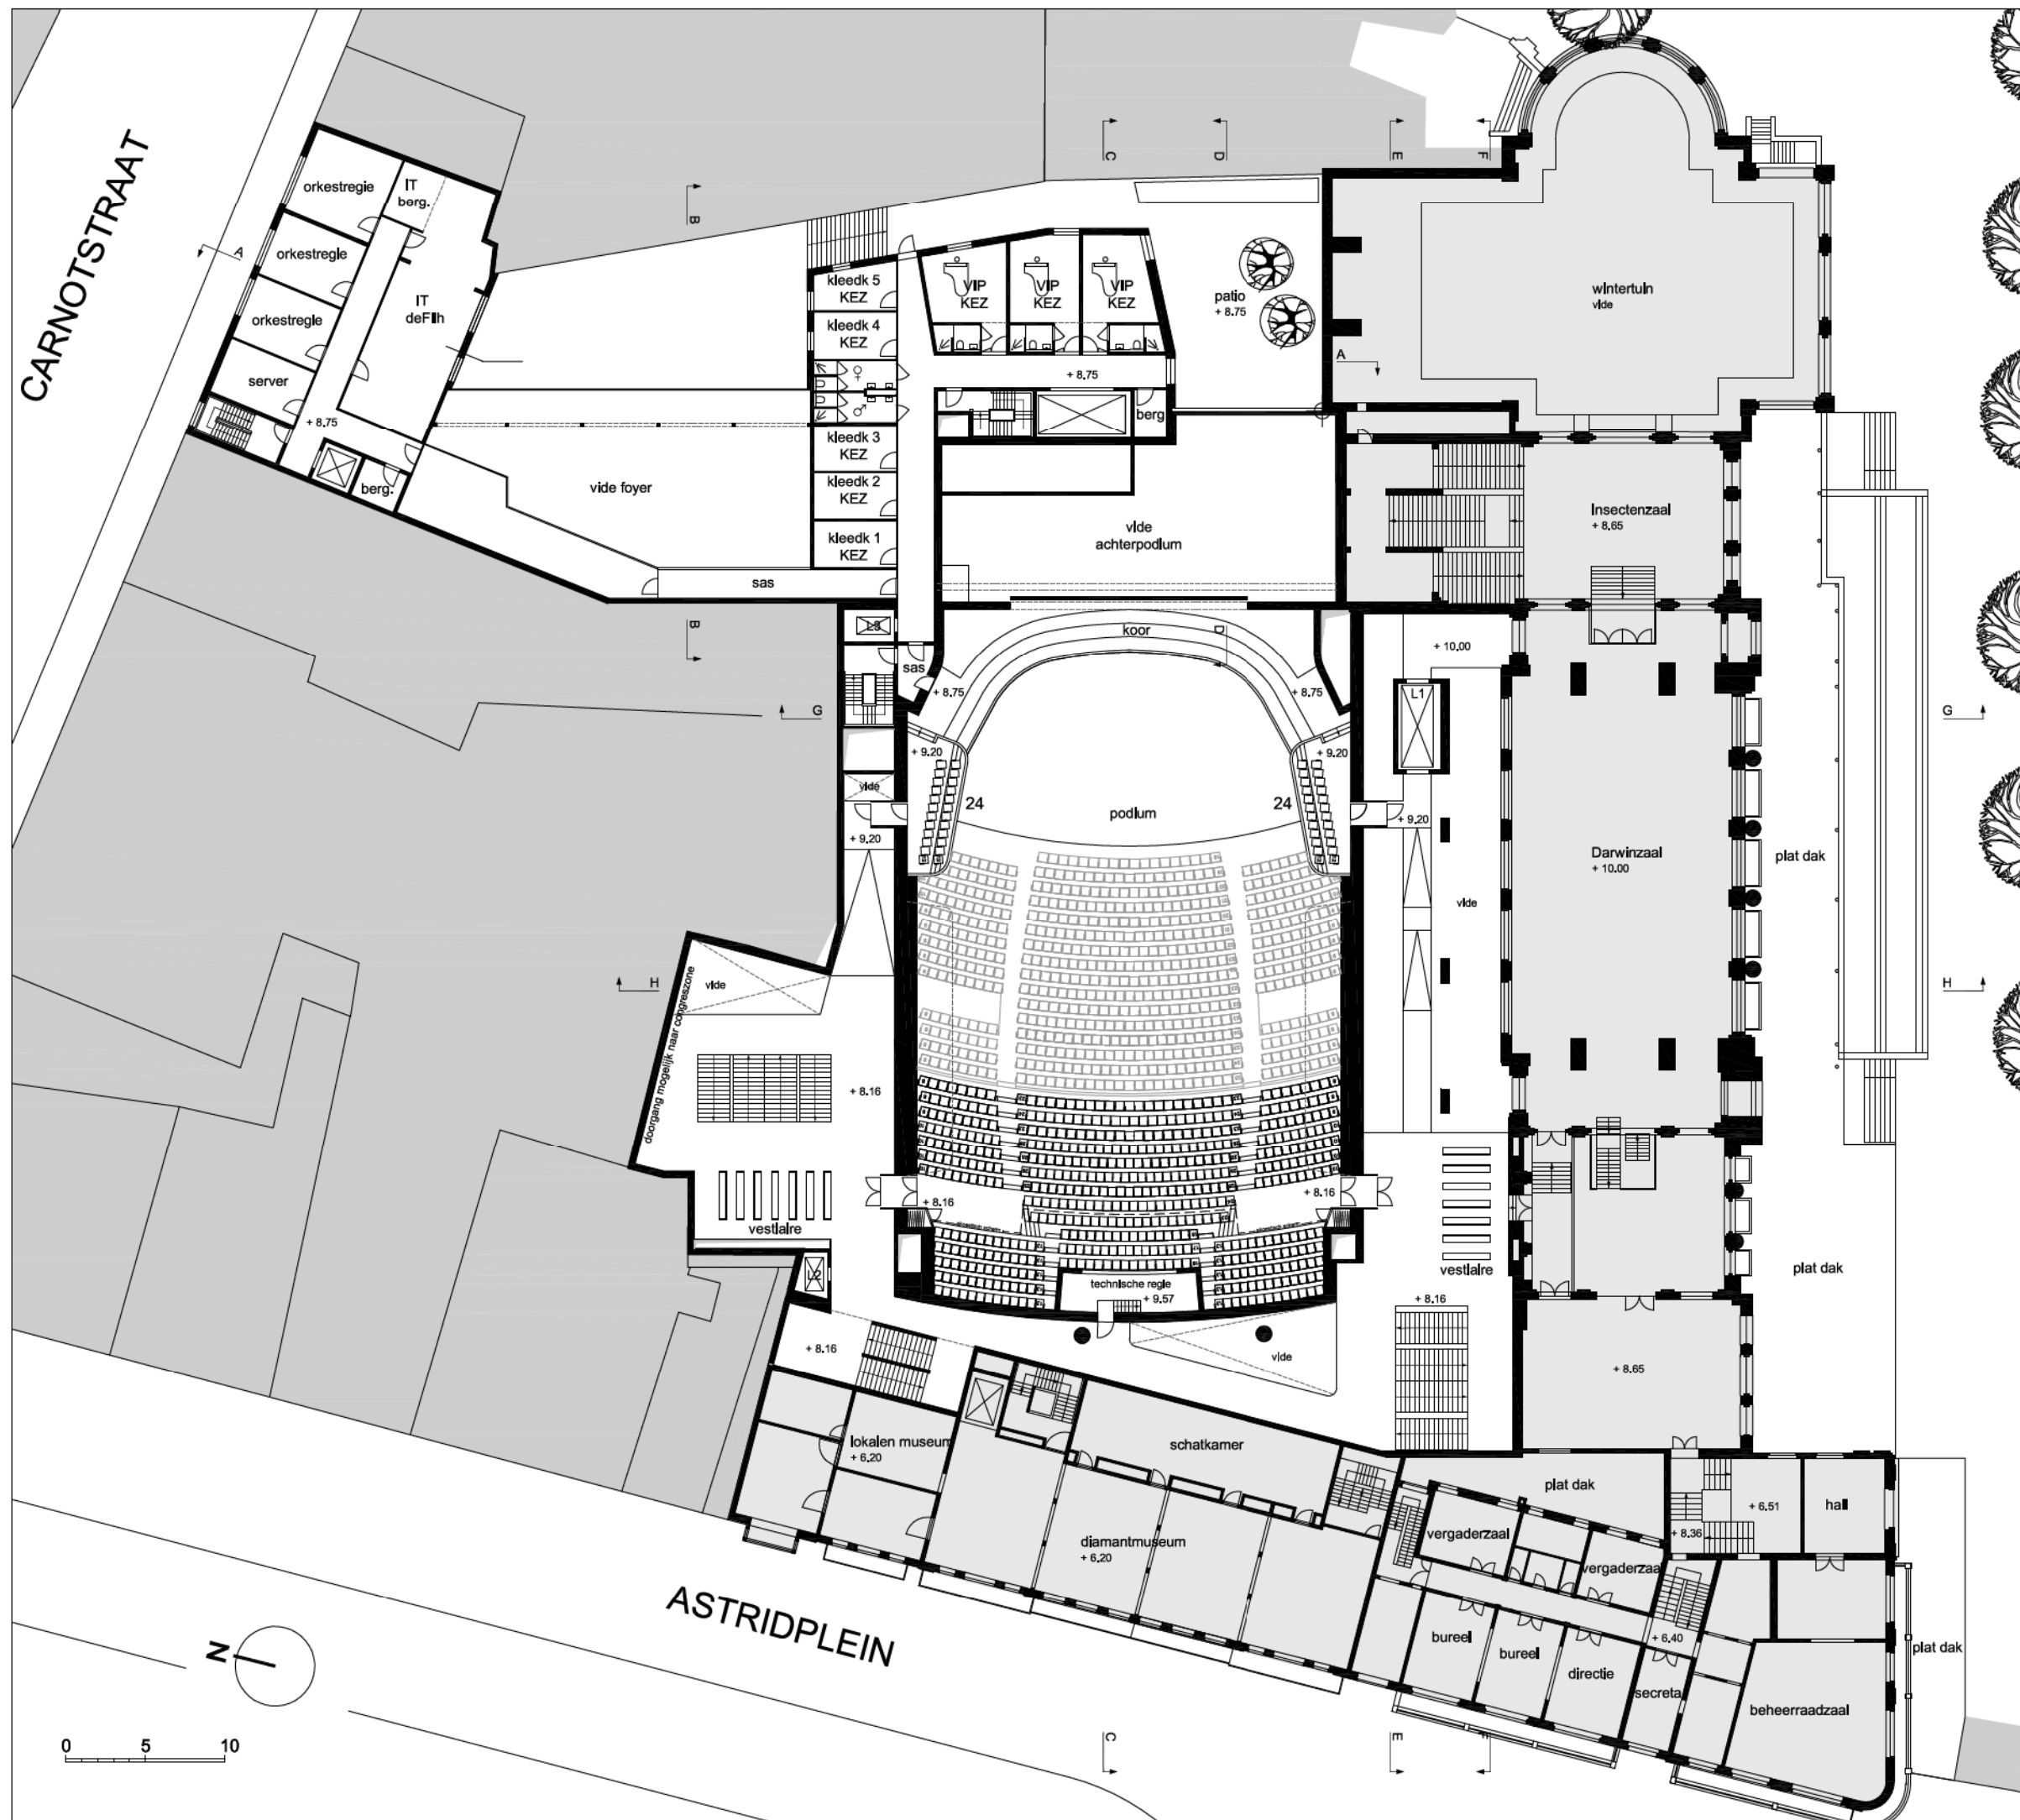 CARNOTSTRAAT
orkestregie
IT
berg.
orkestregie
orkestregie
IT
deFilh
server
+ 8.75
berg.
A
B
C
D
E
F
kleedk 5
KEZ
kleedk 4
KEZ
♀
♂
kleedk 3
KEZ
kleedk 2
KEZ
kleedk 1
KEZ
VIP
KEZ
VIP
KEZ
VIP
KEZ
+ 8.75
berg.
patio
+ 8.75
A
wintertuin
vide
vide foyer
sas
vide
achterpodium
Insectenzaal
+ 8.65
B
L3
sas
koor
D
+ 8.75
+ 8.75
+ 10.00
L1
G
G
+ 9.20
+ 9.20
vide
24
24
podium
+ 9.20
+ 9.20
Darwinzaal
+ 10.00
plat dak
vide
H
H
vide
doorgang mogelijk naar congreszone
+ 8.16
+ 8.16
+ 8.16
vestiaire
vestiaire
L2
technische regie
+ 9.57
plat dak
+ 8.16
+ 8.16
vide
+ 8.65
lokalen museum
+ 6.20
schatkamer
plat dak
+ 6.51
hall
+ 8.36
diamantmuseum
+ 6.20
vergaderzaal
vergaderzaal
ASTRIDPLEIN
bureel
bureel
directie
+ 6.40
secreta
plat dak
beheerraadzaal
N
0 5 10
C
E
F